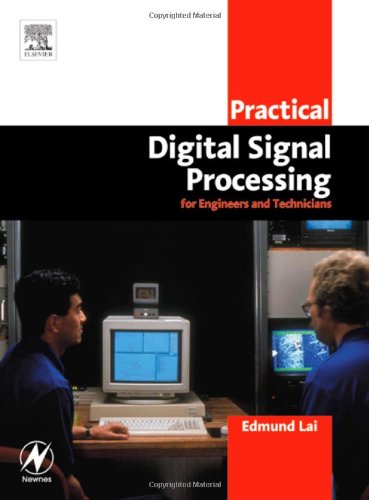 Copyrighted Material
ELSEVIER
Practical
Digital Signal
Processing
for Engineers and Technicians
Edmund Lai
Newnes
Copyrighted Material